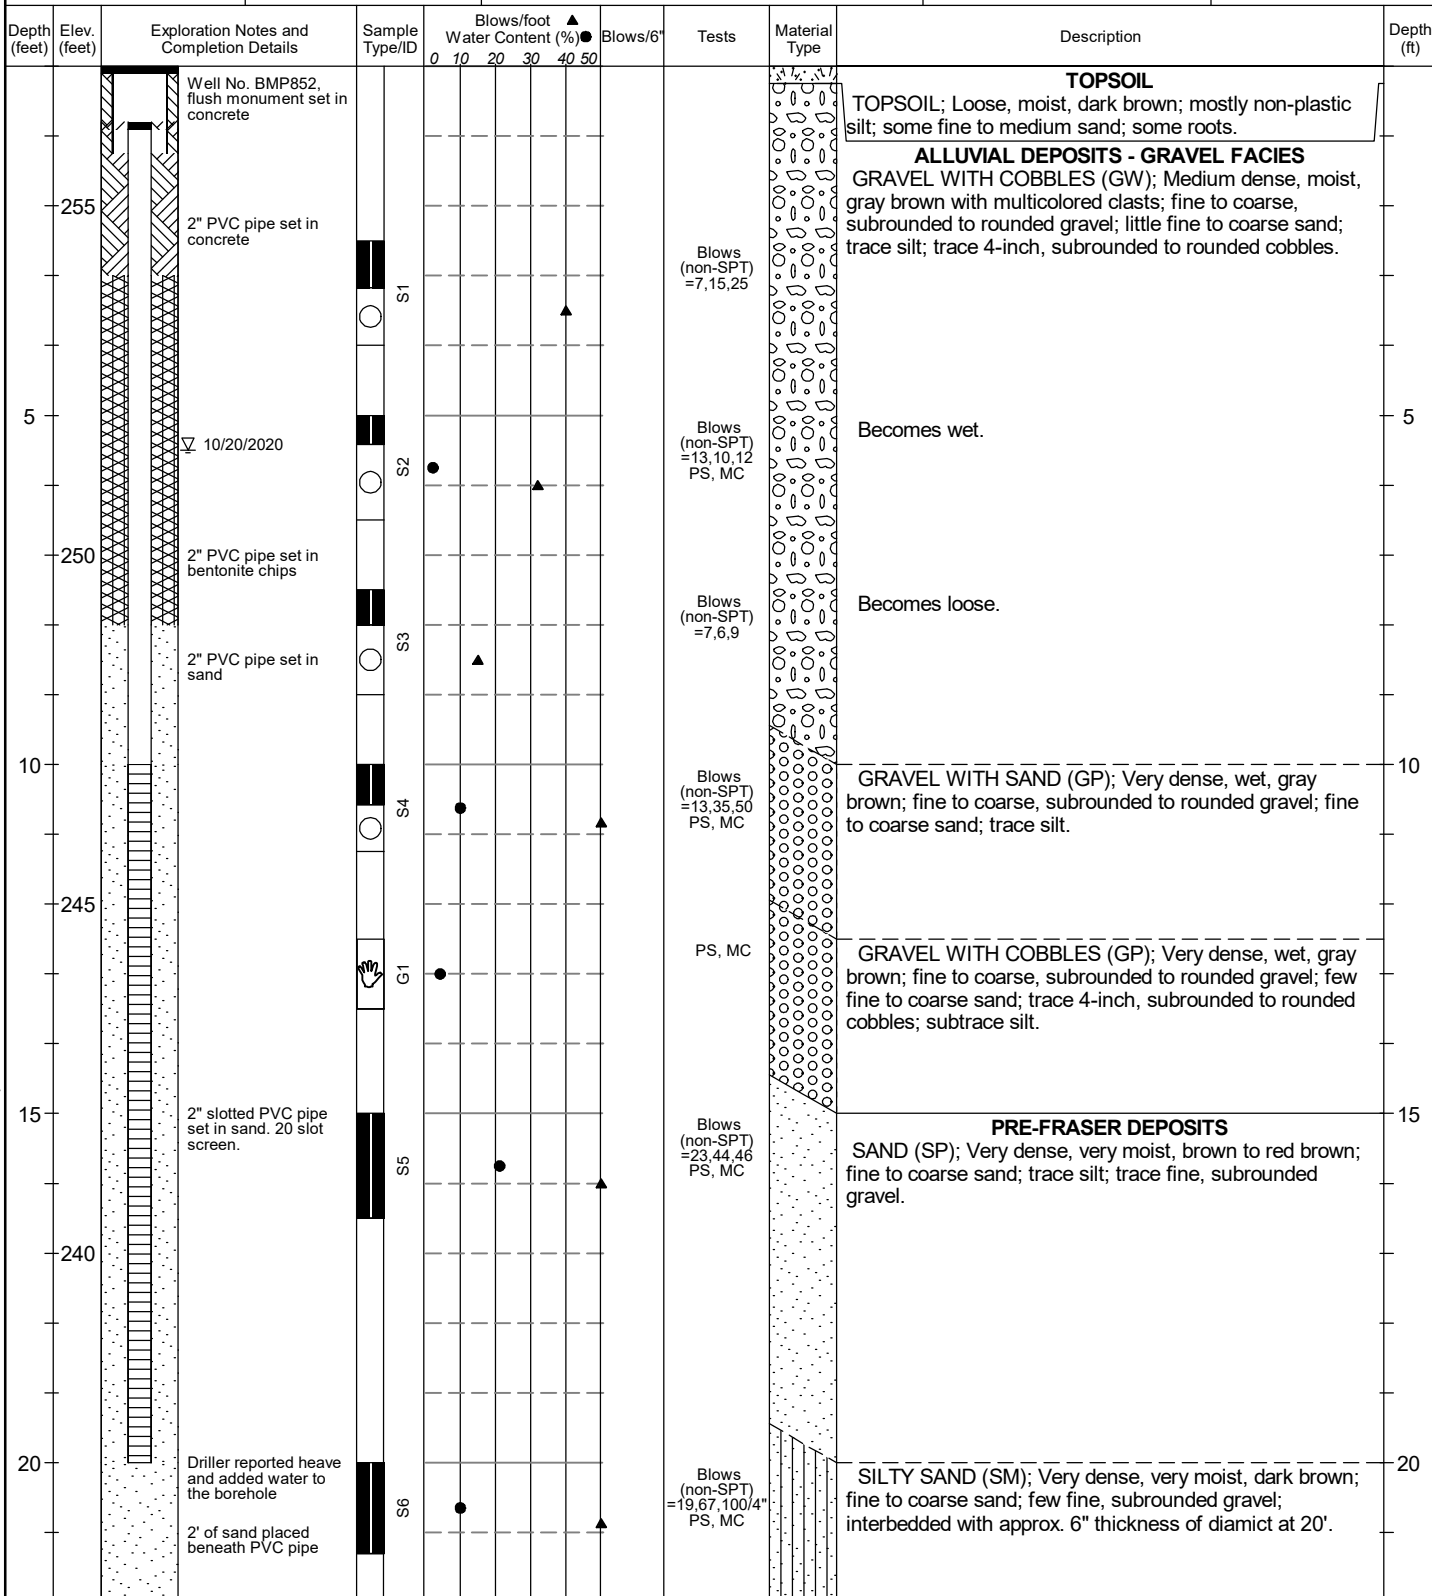 Depth
(feet)
Elev.
(feet)
Exploration Notes and
Completion Details
Sample
Type/ID
Blows/foot ▲
Water Content (%)●
0 10 20 30 40 50
Blows/6"
Tests
Material
Type
Description
Depth
(ft)
Well No. BMP852,
flush monument set in
concrete
TOPSOIL
TOPSOIL; Loose, moist, dark brown; mostly non-plastic
silt; some fine to medium sand; some roots.
ALLUVIAL DEPOSITS - GRAVEL FACIES
GRAVEL WITH COBBLES (GW); Medium dense, moist,
gray brown with multicolored clasts; fine to coarse,
subrounded to rounded gravel; little fine to coarse sand;
trace silt; trace 4-inch, subrounded to rounded cobbles.
255
2" PVC pipe set in
concrete
S1
Blows
(non-SPT)
=7,15,25
5
10/20/2020
S2
Blows
(non-SPT)
=13,10,12
PS, MC
Becomes wet.
5
250
2" PVC pipe set in
bentonite chips
S3
Blows
(non-SPT)
=7,6,9
Becomes loose.
2" PVC pipe set in
sand
10
S4
Blows
(non-SPT)
=13,35,50
PS, MC
GRAVEL WITH SAND (GP); Very dense, wet, gray
brown; fine to coarse, subrounded to rounded gravel; fine
to coarse sand; trace silt.
10
245
G1
PS, MC
GRAVEL WITH COBBLES (GP); Very dense, wet, gray
brown; fine to coarse, subrounded to rounded gravel; few
fine to coarse sand; trace 4-inch, subrounded to rounded
cobbles; subtrace silt.
15
2" slotted PVC pipe
set in sand. 20 slot
screen.
S5
Blows
(non-SPT)
=23,44,46
PS, MC
PRE-FRASER DEPOSITS
SAND (SP); Very dense, very moist, brown to red brown;
fine to coarse sand; trace silt; trace fine, subrounded
gravel.
15
240
20
Driller reported heave
and added water to
the borehole
2' of sand placed
beneath PVC pipe
S6
Blows
(non-SPT)
=19,67,100/4"
PS, MC
SILTY SAND (SM); Very dense, very moist, dark brown;
fine to coarse sand; few fine, subrounded gravel;
interbedded with approx. 6" thickness of diamict at 20'.
20